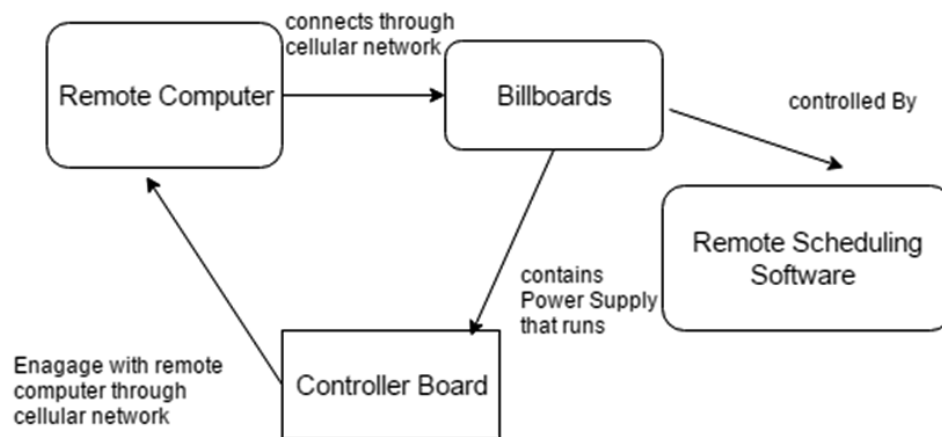 connects through
cellular network
Remote Computer
Billboards
controlled By
Remote Scheduling
Software
contains
Power Supply
that runs
Enagage with remote
computer through
cellular network
Controller Board